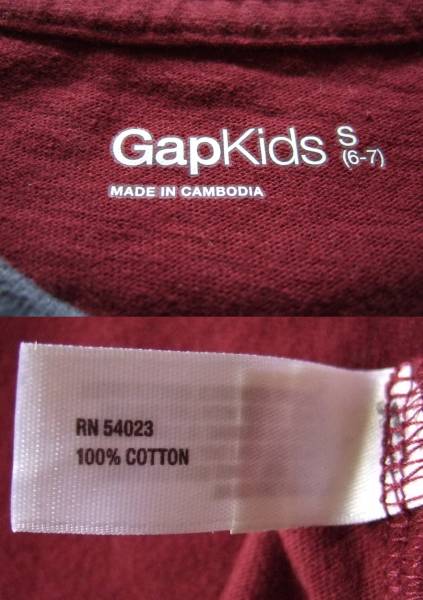 GapKids S
(6-7)
MADE IN CAMBODIA
RN 54023
100% COTTON